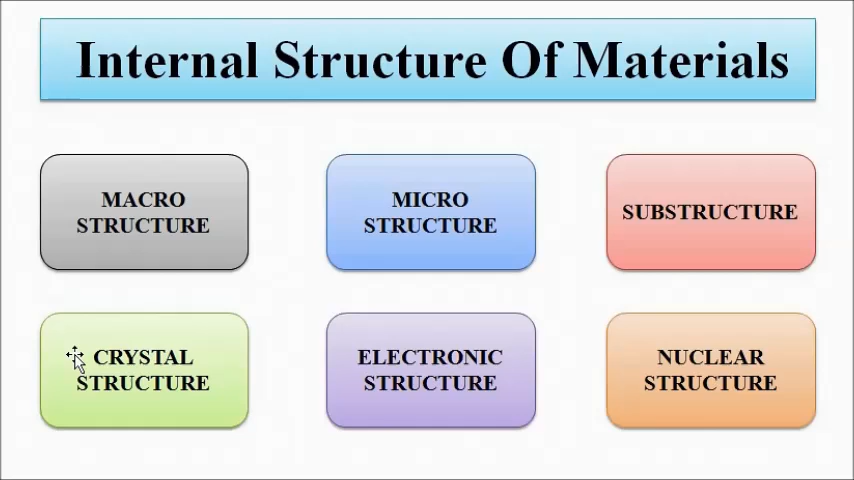 Internal Structure Of Materials
MACRO
STRUCTURE
MICRO
STRUCTURE
SUBSTRUCTURE
CRYSTAL
STRUCTURE
ELECTRONIC
STRUCTURE
NUCLEAR
STRUCTURE